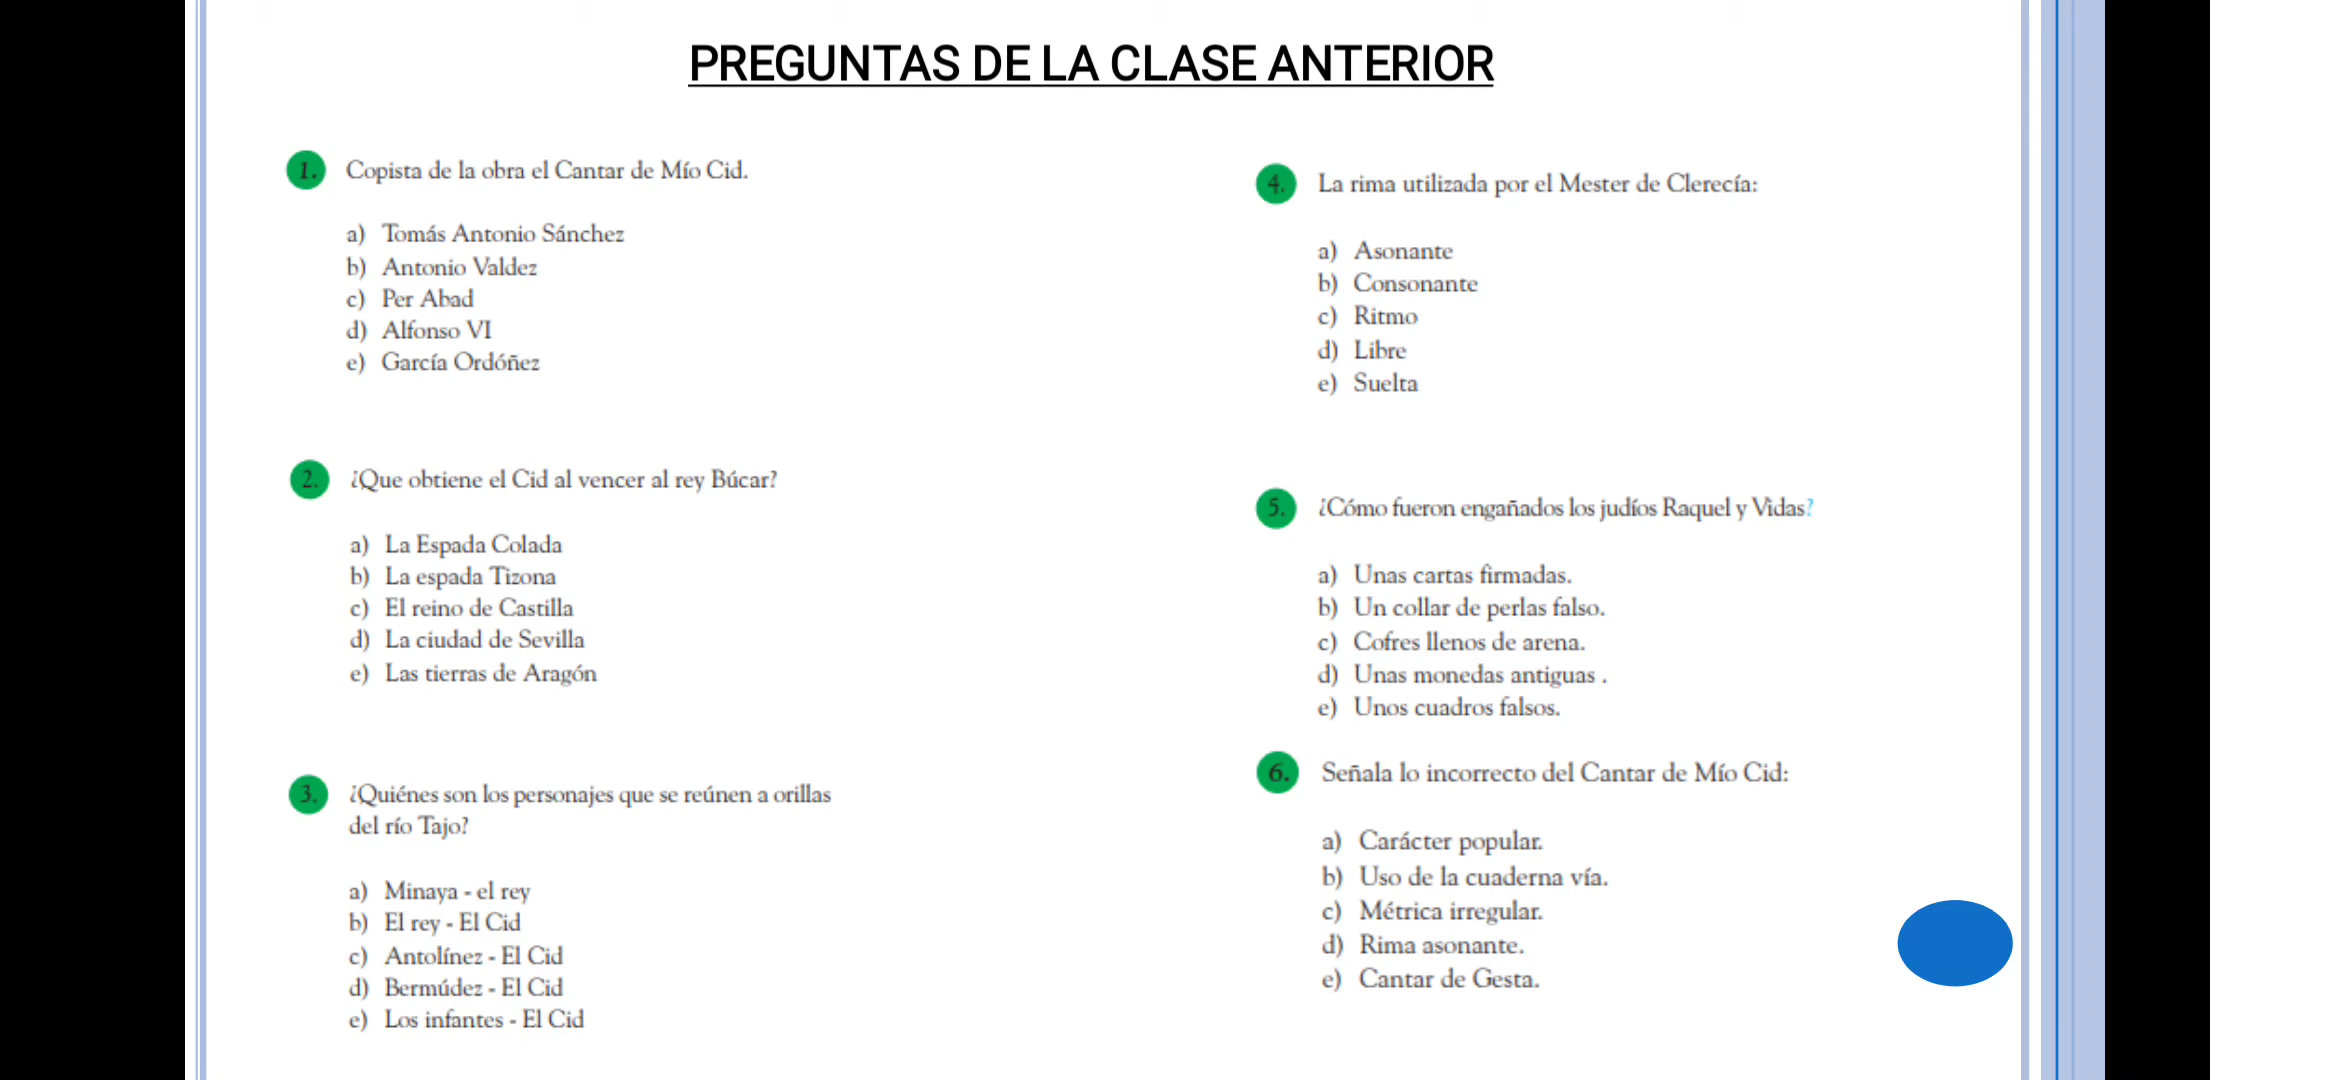 PREGUNTAS DE LA CLASE ANTERIOR
1. Copista de la obra el Cantar de Mío Cid.
a) Tomás Antonio Sánchez
b) Antonio Valdez
c) Per Abad
d) Alfonso VI
e) García Ordóñez
2. ¿Que obtiene el Cid al vencer al rey Búcar?
a) La Espada Colada
b) La espada Tizona
c) El reino de Castilla
d) La ciudad de Sevilla
e) Las tierras de Aragón
3. ¿Quiénes son los personajes que se reúnen a orillas
del río Tajo?
a) Minaya - el rey
b) El rey - El Cid
c) Antolínez - El Cid
d) Bermúdez - El Cid
e) Los infantes - El Cid
4. La rima utilizada por el Mester de Clerecía:
a) Asonante
b) Consonante
c) Ritmo
d) Libre
e) Suelta
5. ¿Cómo fueron engañados los judíos Raquel y Vidas?
a) Unas cartas firmadas.
b) Un collar de perlas falso.
c) Cofres llenos de arena.
d) Unas monedas antiguas .
e) Unos cuadros falsos.
6. Señala lo incorrecto del Cantar de Mío Cid:
a) Carácter popular.
b) Uso de la cuaderna vía.
c) Métrica irregular.
d) Rima asonante.
e) Cantar de Gesta.